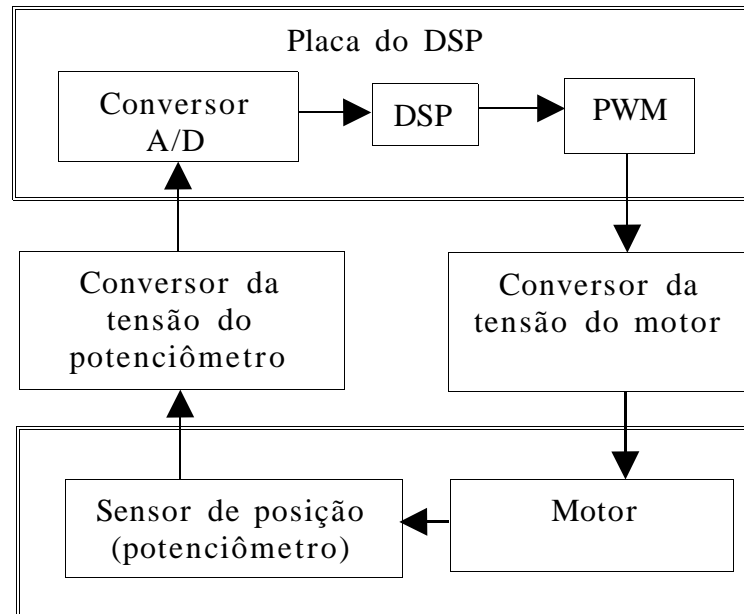 Placa do DSP
Conversor
A/D
DSP
PWM
Conversor da
tensão do
potenciômetro
Conversor da
tensão do motor
Sensor de posição
(potenciômetro)
Motor